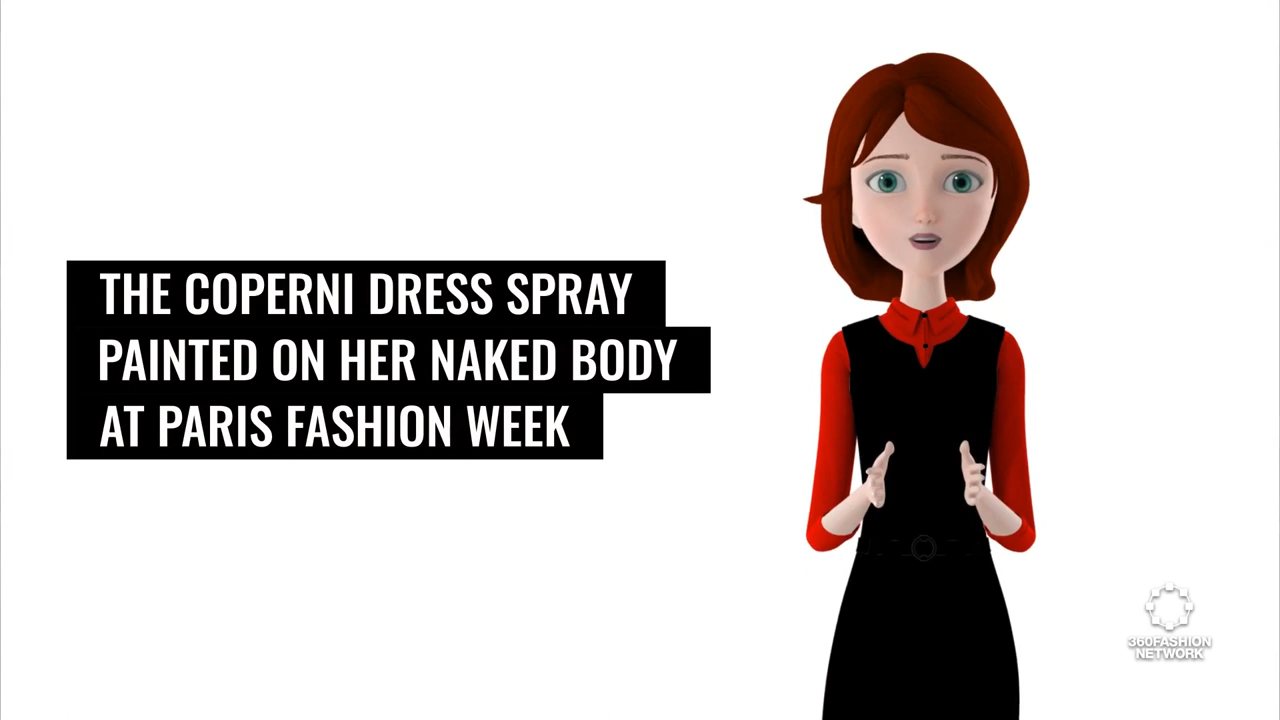 THE COPERNI DRESS SPRAY
PAINTED ON HER NAKED BODY
AT PARIS FASHION WEEK
360FASHION
NETWORK